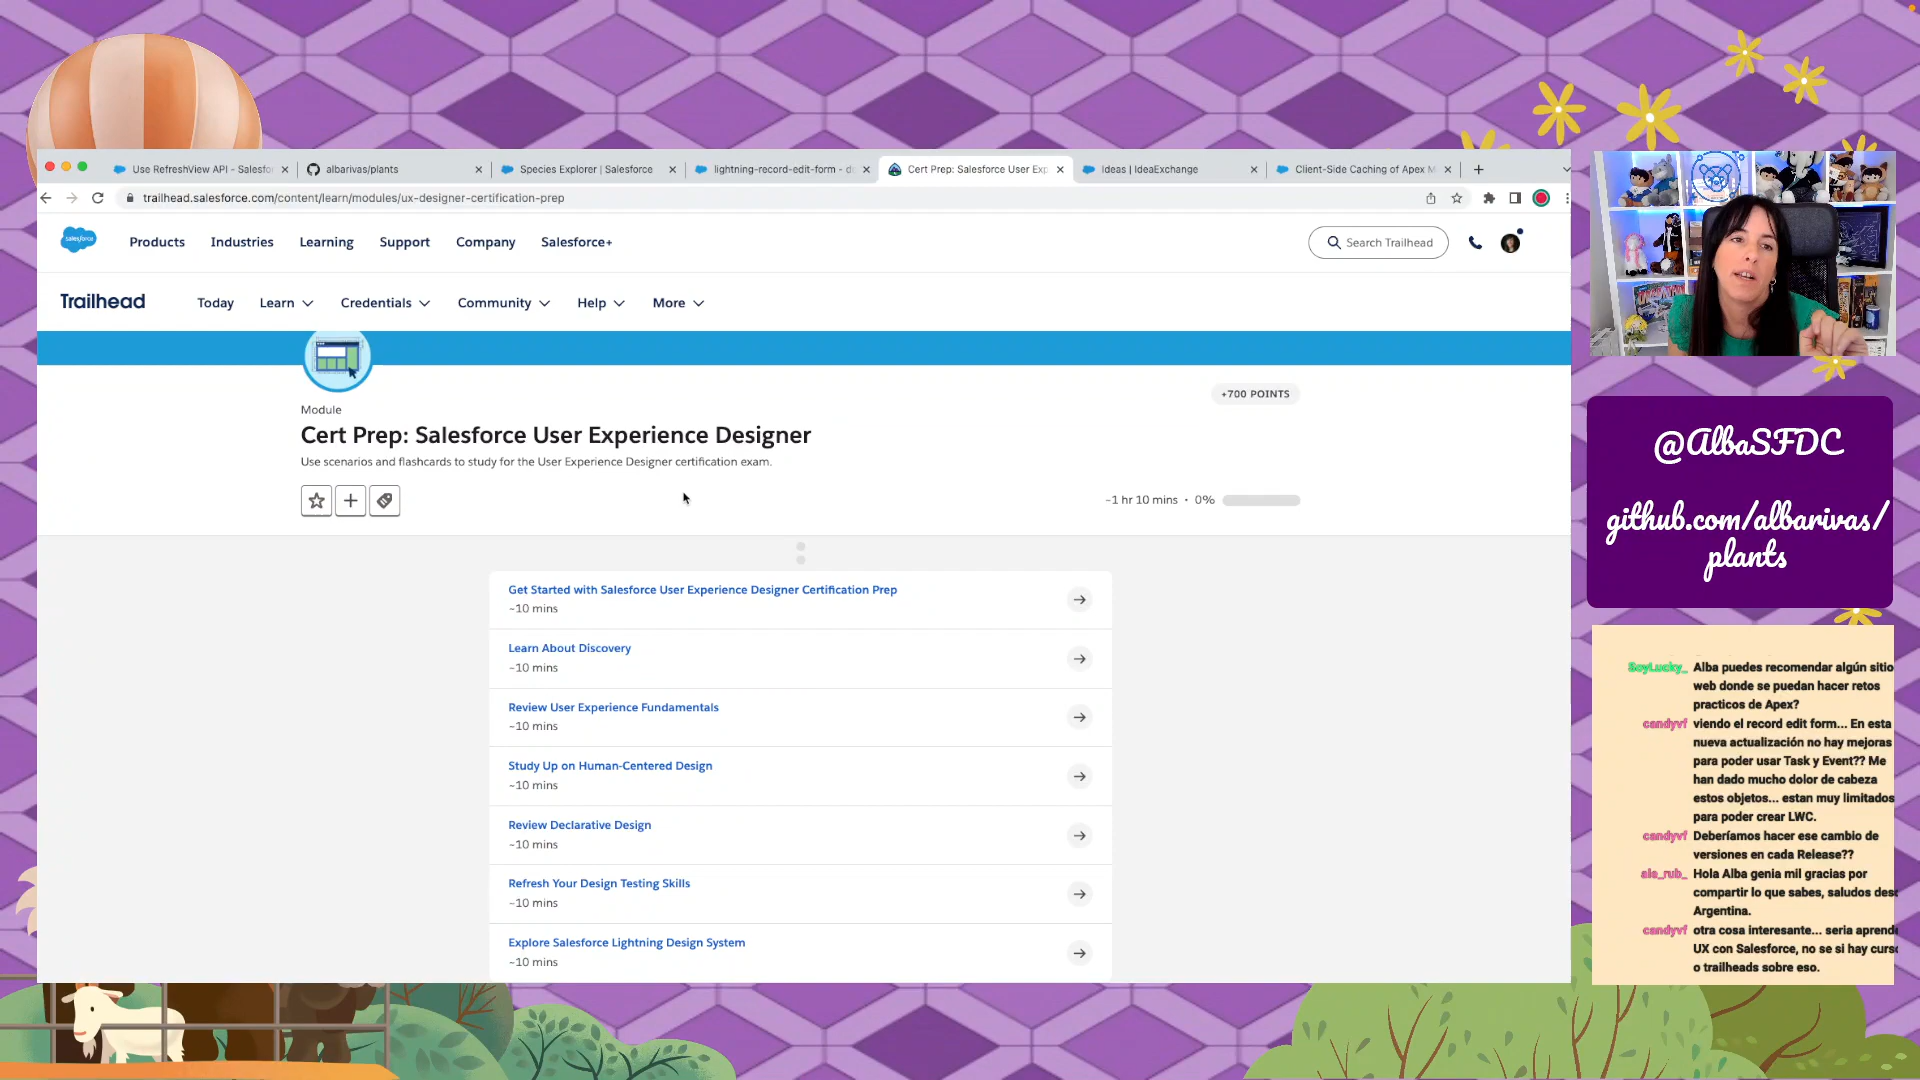 Use RefreshView API - Salesfor
albarivas/plants
Species Explorer | Salesforce
lightning-record-edit-form - d
Cert Prep: Salesforce User Exp
Ideas | IdeaExchange
Client-Side Caching of Apex M
trailhead.salesforce.com/content/learn/modules/ux-designer-certification-prep
salesforce
Products
Industries
Learning
Support
Company
Salesforce+
Search Trailhead
Trailhead
Today
Learn
Credentials
Community
Help
More
+700 POINTS
Module
Cert Prep: Salesforce User Experience Designer
Use scenarios and flashcards to study for the User Experience Designer certification exam.
~1 hr 10 mins • 0%
Get Started with Salesforce User Experience Designer Certification Prep
~10 mins
Learn About Discovery
~10 mins
Review User Experience Fundamentals
~10 mins
Study Up on Human-Centered Design
~10 mins
Review Declarative Design
~10 mins
Refresh Your Design Testing Skills
~10 mins
Explore Salesforce Lightning Design System
~10 mins
@AlbaSFDC
github.com/albarivas/
plants
SoyLucky_ Alba puedes recomendar algún sitio
web donde se puedan hacer retos
practicos de Apex?
candyvf viendo el record edit form... En esta
nueva actualización no hay mejoras
para poder usar Task y Event?? Me
han dado mucho dolor de cabeza
estos objetos... estan muy limitados
para poder crear LWC.
candyvf Deberíamos hacer ese cambio de
versiones en cada Release??
ale_rub_ Hola Alba genia mil gracias por
compartir lo que sabes, saludos desd
Argentina.
candyvf otra cosa interesante... seria aprende
UX con Salesforce, no se si hay curso
o trailheads sobre eso.